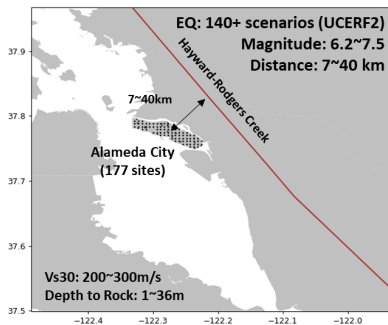 EQ: 140+ scenarios (UCERF2)
Magnitude: 6.2~7.5
Distance: 7~40 km
Hayward-Rodgers Creek
7~40km
Alameda City
(177 sites)
Vs30: 200~300m/s
Depth to Rock: 1~36m
37.9
37.8
37.7
37.6
37.5
−122.4
−122.3
−122.2
−122.1
−122.0